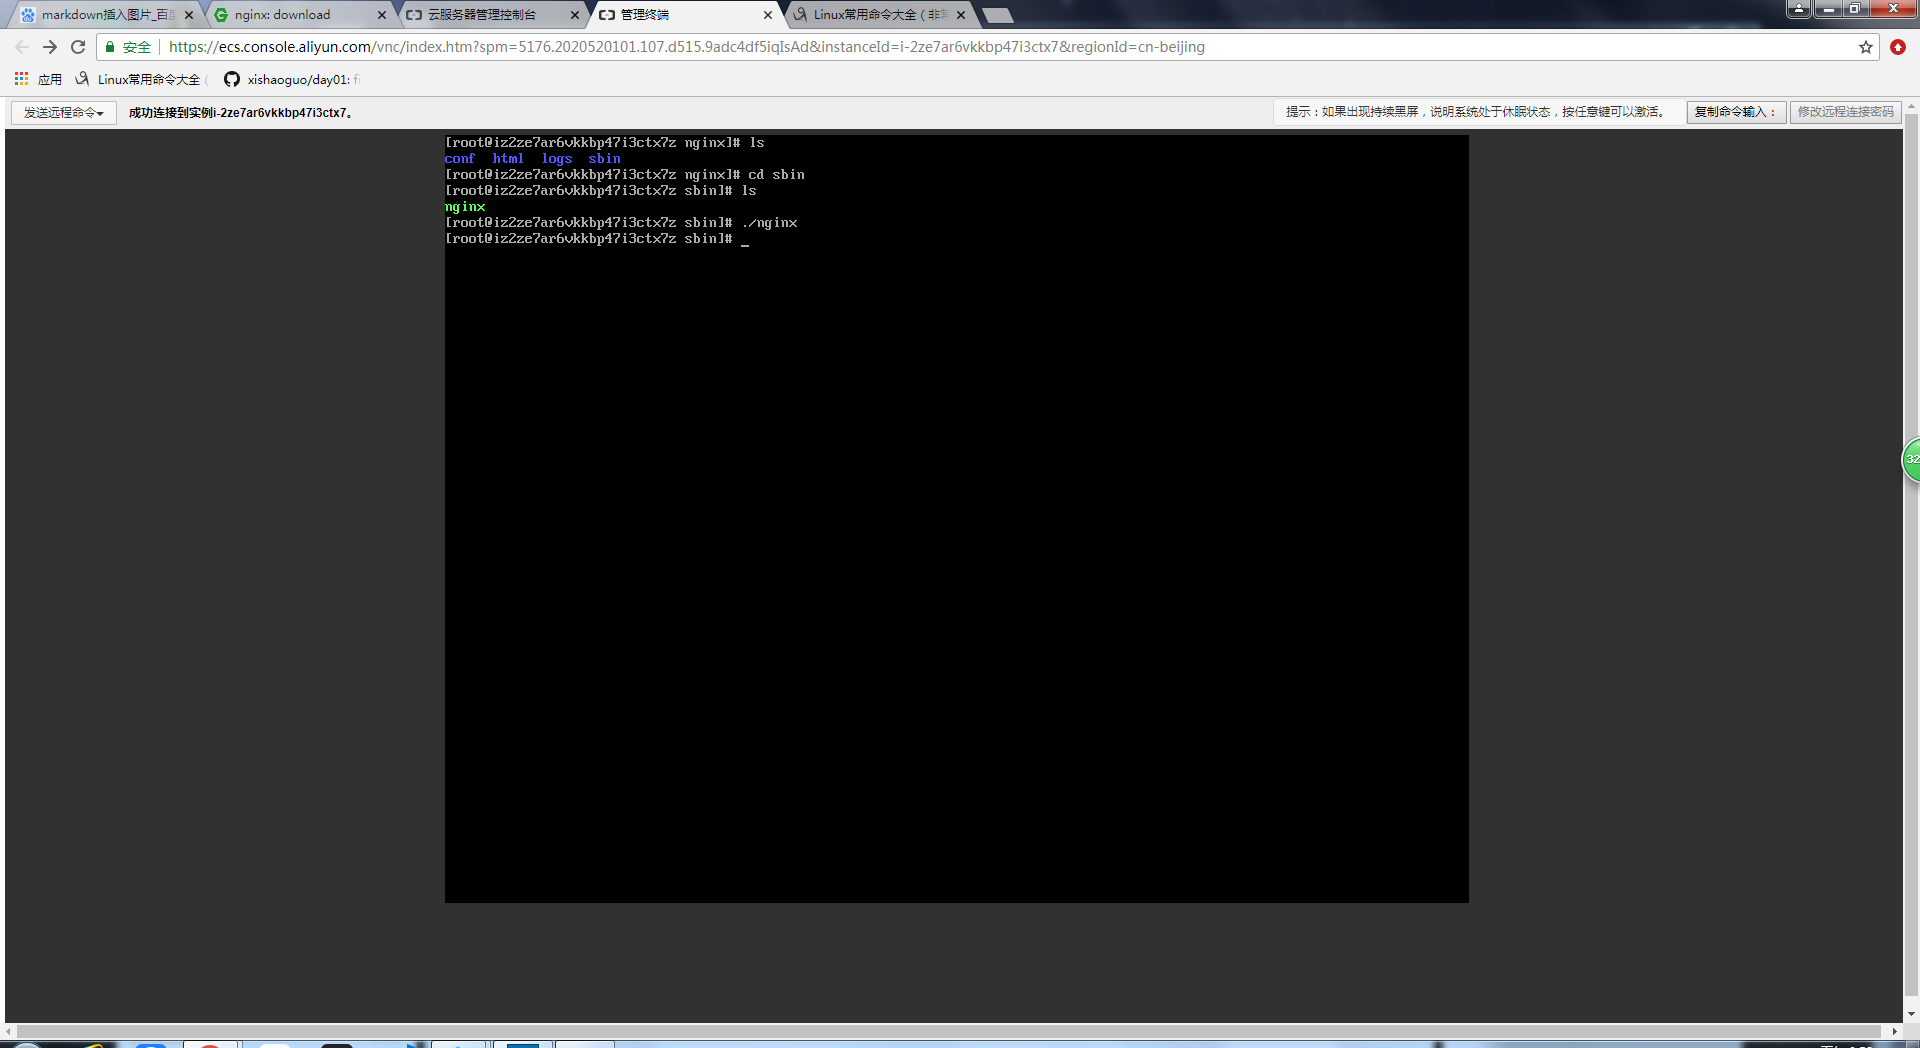 markdown插入图片_百度
nginx: download
云服务器管理控制台
管理终端
Linux常用命令大全（非常
安全
https://ecs.console.aliyun.com/vnc/index.htm?spm=5176.2020520101.107.d515.9adc4df5iqIsAd&instanceId=i-2ze7ar6vkkbp47i3ctx7&regionId=cn-beijing
应用
Linux常用命令大全（
xishaoguo/day01: fi
发送远程命令
成功连接到实例i-2ze7ar6vkkbp47i3ctx7。
提示：如果出现持续黑屏，说明系统处于休眠状态，按任意键可以激活。
复制命令输入：
修改远程连接密码
[root@iz2ze7ar6vkkbp47i3ctx7z nginx]# ls
conf html logs sbin
[root@iz2ze7ar6vkkbp47i3ctx7z nginx]# cd sbin
[root@iz2ze7ar6vkkbp47i3ctx7z sbin]# ls
nginx
[root@iz2ze7ar6vkkbp47i3ctx7z sbin]# ./nginx
[root@iz2ze7ar6vkkbp47i3ctx7z sbin]# _
32